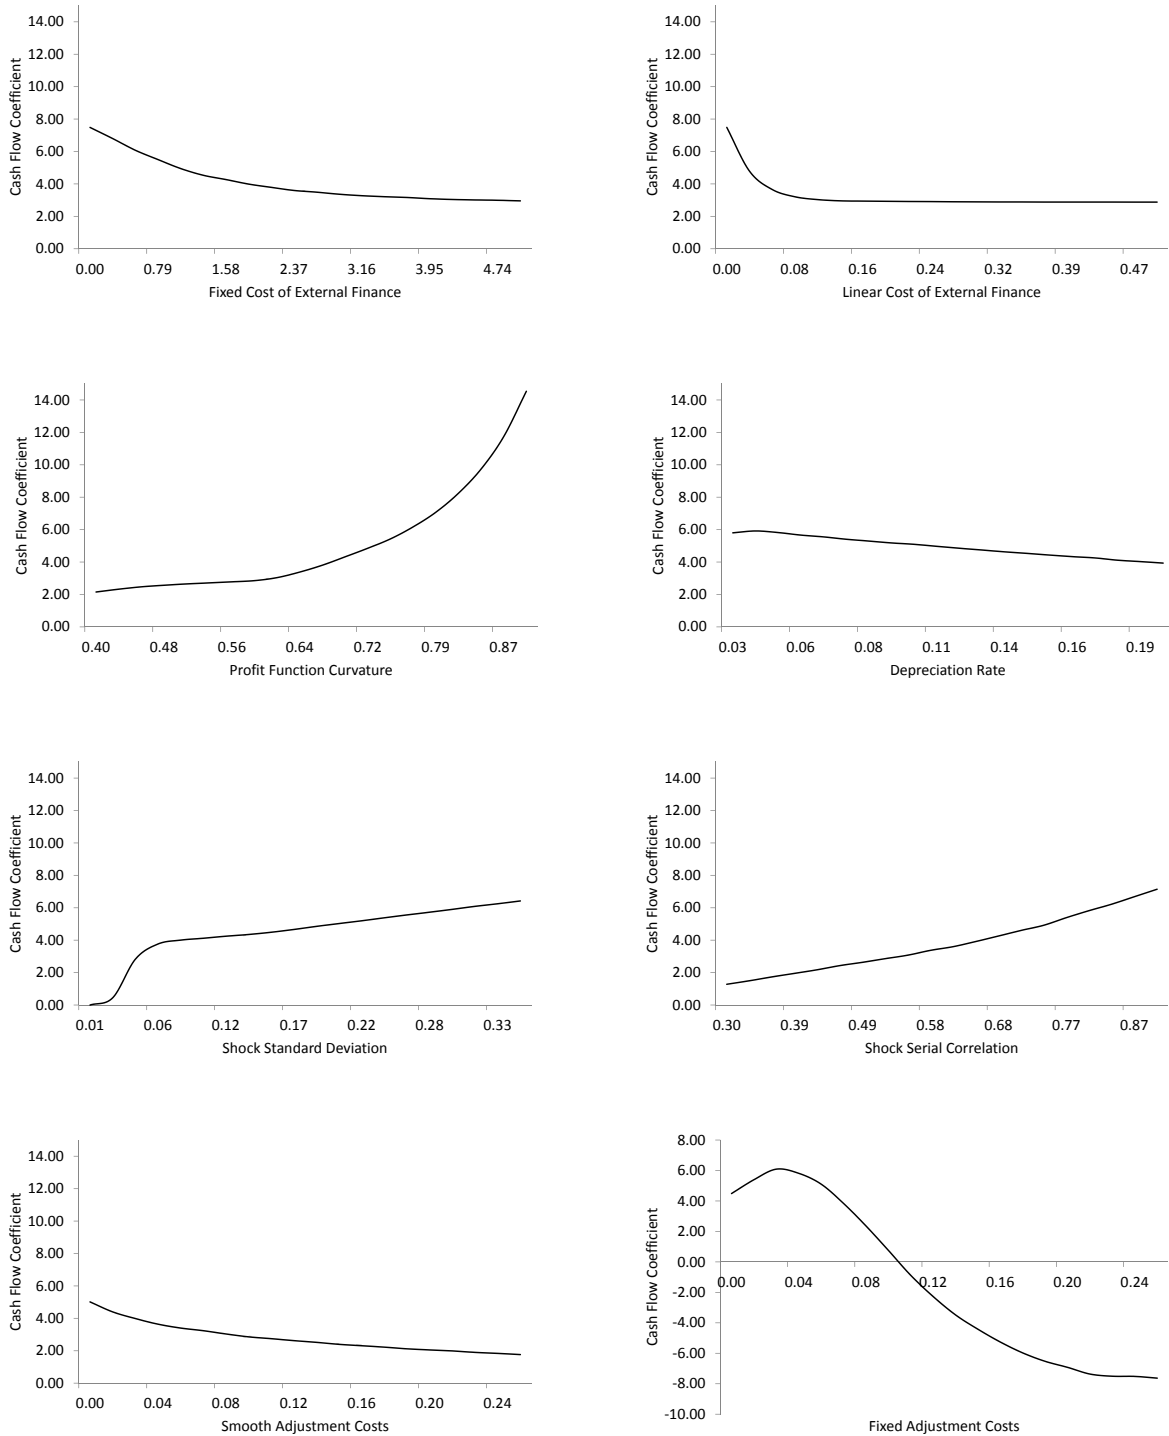 14.00
12.00
10.00
8.00
6.00
4.00
2.00
0.00
Cash Flow Coefficient
0.00 0.79 1.58 2.37 3.16 3.95 4.74
Fixed Cost of External Finance
14.00
12.00
10.00
8.00
6.00
4.00
2.00
0.00
Cash Flow Coefficient
0.00 0.08 0.16 0.24 0.32 0.39 0.47
Linear Cost of External Finance
14.00
12.00
10.00
8.00
6.00
4.00
2.00
0.00
Cash Flow Coefficient
0.40 0.48 0.56 0.64 0.72 0.79 0.87
Profit Function Curvature
14.00
12.00
10.00
8.00
6.00
4.00
2.00
0.00
Cash Flow Coefficient
0.03 0.06 0.08 0.11 0.14 0.16 0.19
Depreciation Rate
14.00
12.00
10.00
8.00
6.00
4.00
2.00
0.00
Cash Flow Coefficient
0.01 0.06 0.12 0.17 0.22 0.28 0.33
Shock Standard Deviation
14.00
12.00
10.00
8.00
6.00
4.00
2.00
0.00
Cash Flow Coefficient
0.30 0.39 0.49 0.58 0.68 0.77 0.87
Shock Serial Correlation
14.00
12.00
10.00
8.00
6.00
4.00
2.00
0.00
Cash Flow Coefficient
0.00 0.04 0.08 0.12 0.16 0.20 0.24
Smooth Adjustment Costs
8.00
6.00
4.00
2.00
0.00
-2.00
-4.00
-6.00
-8.00
-10.00
Cash Flow Coefficient
0.00 0.04 0.08 0.12 0.16 0.20 0.24
Fixed Adjustment Costs